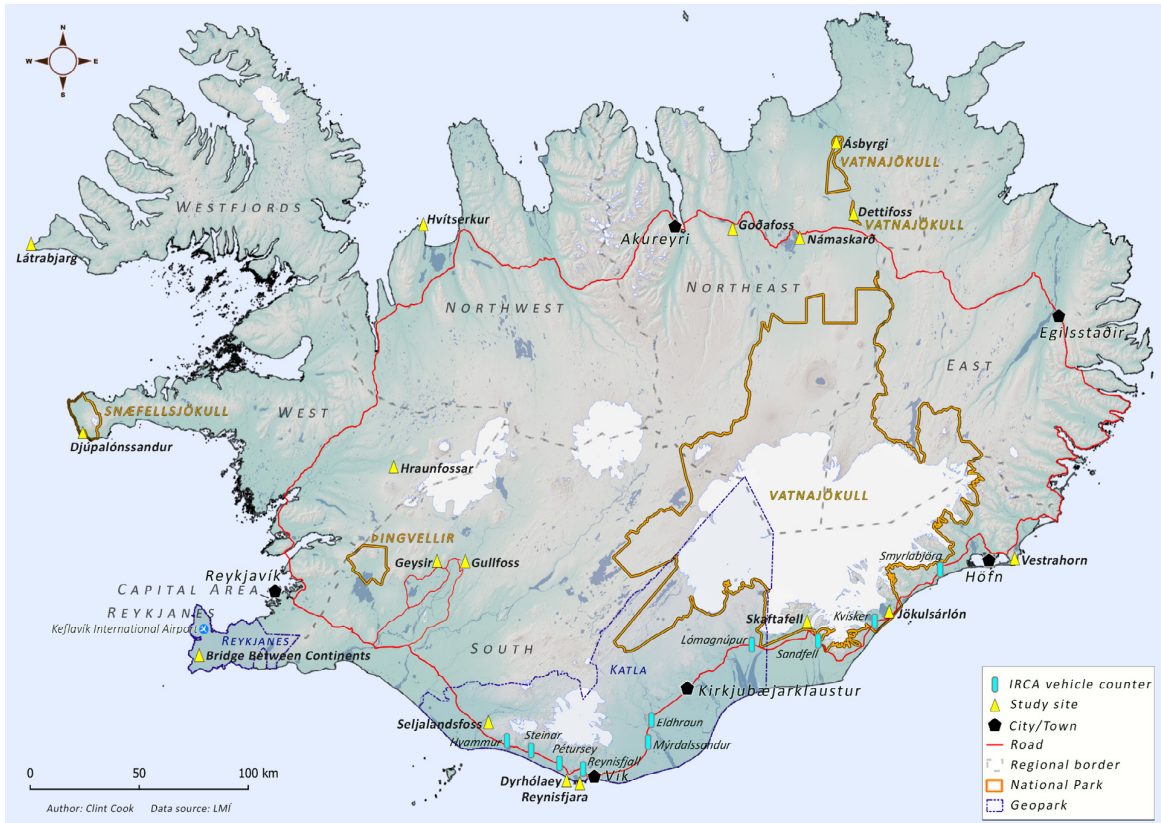 N
W E
S
Ásbyrgi
VATNAJÖKULL
WESTFJORDS
Hvítserkur
Dettifoss
VATNAJÖKULL
Goðafoss
Akureyri
Námaskarð
Látrabjarg
NORTHEAST
NORTHWEST
Egilsstaðir
EAST
SNÆFELLSJÖKULL
WEST
Djúpalónssandur
Hraunfossar
VATNAJÖKULL
ÞINGVELLIR
Geysir
Gullfoss
Smyrlabjörg
Vestrahorn
Höfn
Reykjavík
CAPITAL AREA
REYKJANES
Keflavík International Airport
REYKJANES
Bridge Between Continents
Skaftafell
Kvísker
Jökulsárlón
Lómagnúpur
Sandfell
SOUTH
KATLA
Kirkjubæjarklaustur
Seljalandsfoss
Eldhraun
Steinar
Hvammur
Mýrdalssandur
Pétursey
Reynisfjall
Vík
Dyrhólaey
Reynisfjara
IRCA vehicle counter
Study site
City/Town
Road
Regional border
National Park
Geopark
0 50 100 km
Author: Clint Cook Data source: LMÍ